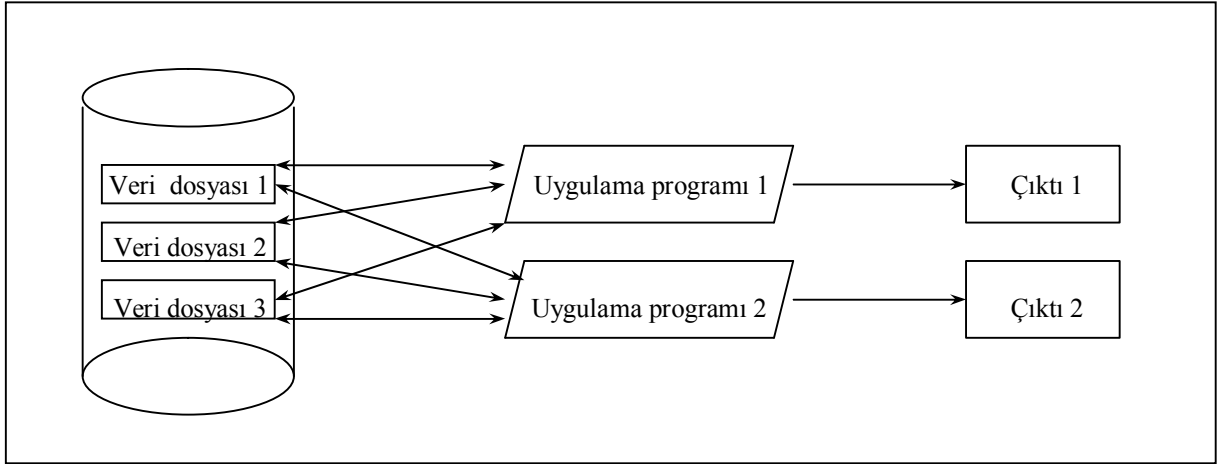 Veri dosyası 1
Veri dosyası 2
Veri dosyası 3
Uygulama programı 1
Uygulama programı 2
Çıktı 1
Çıktı 2